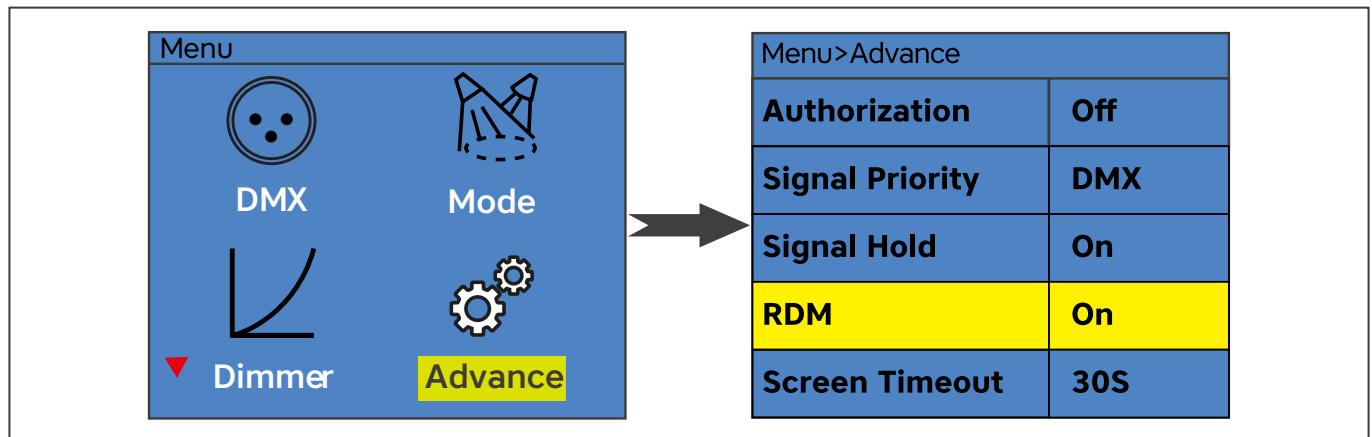 Menu
DMX
Mode
Dimmer
Advance
Menu>Advance
Authorization Off
Signal Priority DMX
Signal Hold On
RDM On
Screen Timeout 30S